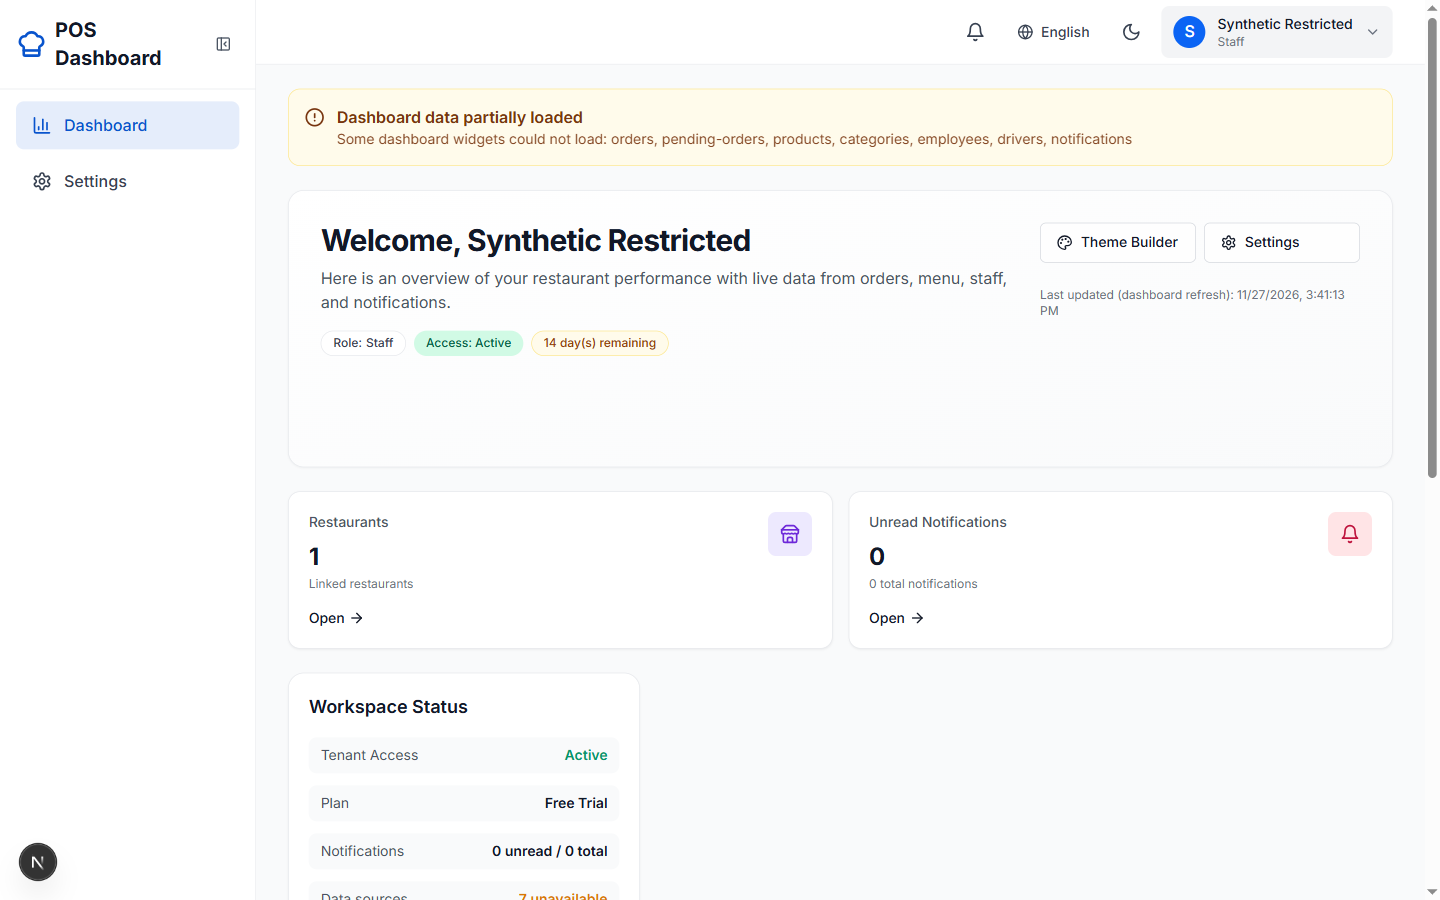 POS
Dashboard
English
S
Synthetic Restricted
Staff
Dashboard
Settings
Dashboard data partially loaded
Some dashboard widgets could not load: orders, pending-orders, products, categories, employees, drivers, notifications
Welcome, Synthetic Restricted
Here is an overview of your restaurant performance with live data from orders, menu, staff,
and notifications.
Role: Staff
Access: Active
14 day(s) remaining
Theme Builder
Settings
Last updated (dashboard refresh): 11/27/2026, 3:41:13
PM
Restaurants
1
Linked restaurants
Open
Unread Notifications
0
0 total notifications
Open
Workspace Status
Tenant Access Active
Plan Free Trial
Notifications 0 unread / 0 total
Data sources 7 unavailable
N